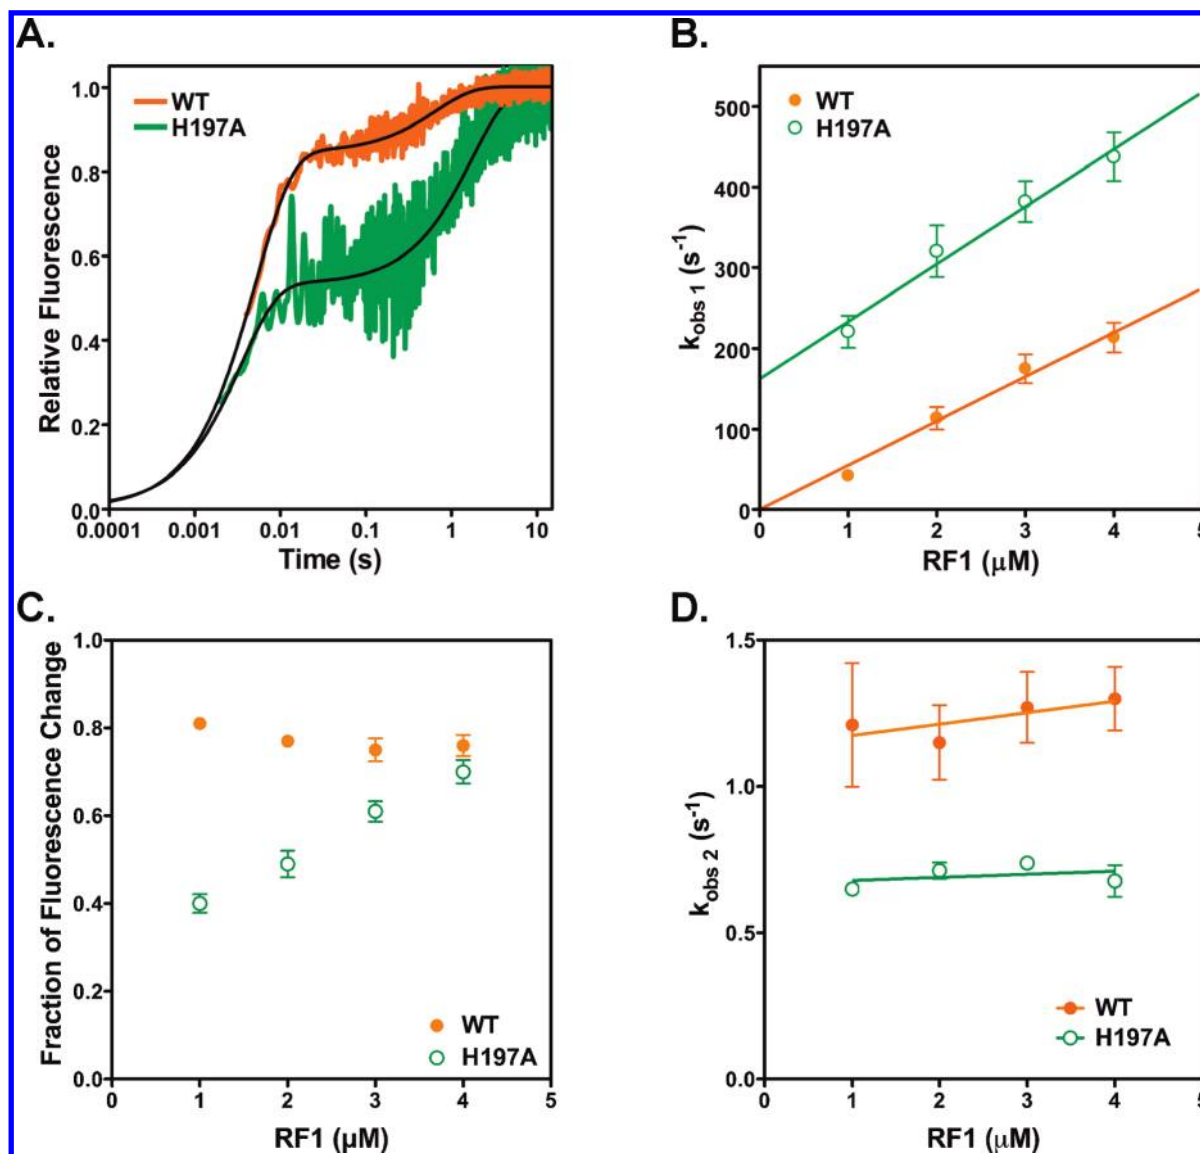 A.
WT
H197A
1.0
0.8
0.6
0.4
0.2
0.0
0.0001 0.001 0.01 0.1 1 10
Time (s)
Relative Fluorescence
B.
WT
H197A
500
400
300
200
100
0
0 1 2 3 4 5
RF1 (μM)
k_obs 1 (s⁻¹)
C.
1.0
0.8
0.6
0.4
0.2
0.0
WT
H197A
0 1 2 3 4 5
RF1 (μM)
Fraction of Fluorescence Change
D.
1.5
1.0
0.5
0.0
WT
H197A
0 1 2 3 4 5
RF1 (μM)
k_obs 2 (s⁻¹)